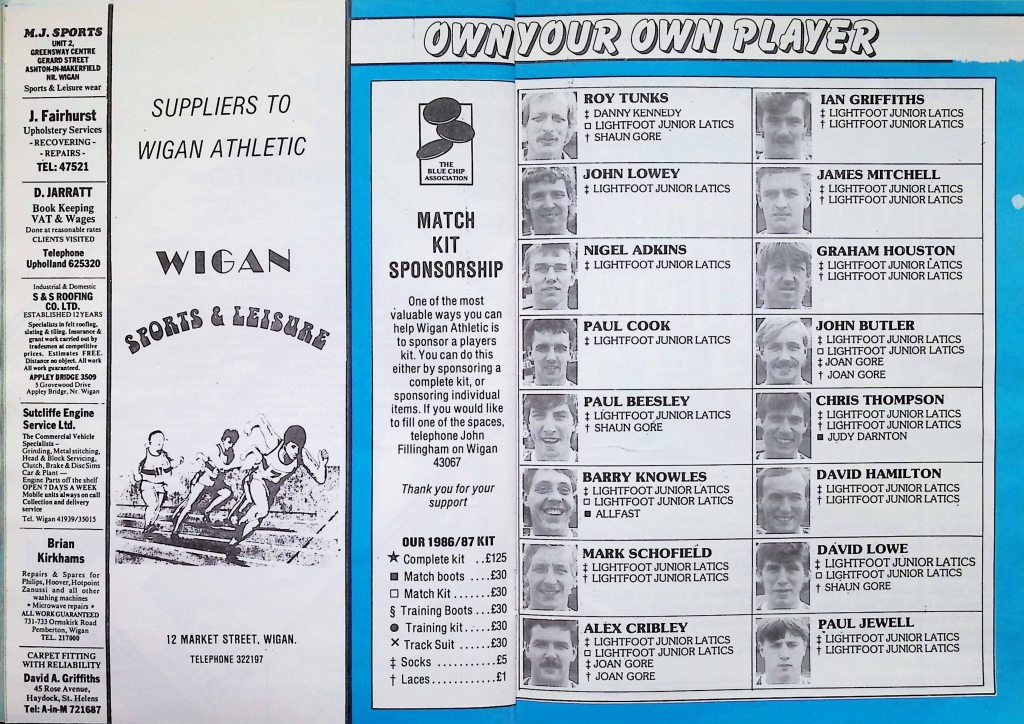 M.J. SPORTS
UNIT 2,
GREENSWAY CENTRE
GERARD STREET
ASHTON-IN-MAKERFIELD
NR. WIGAN
Sports & Leisure wear
J. Fairhurst
Upholstery Services
- RECOVERING -
- REPAIRS -
TEL: 47521
D. JARRATT
Book Keeping
VAT & Wages
Done at reasonable rates
CLIENTS VISITED
Telephone
Upholland 625320
Industrial & Domestic
S & S ROOFING
CO. LTD.
ESTABLISHED 12 YEARS
Specialists in felt roofing,
slating & tiling. Insurance &
grant work carried out by
tradesmen at competitive
prices. Estimates FREE.
Distance no object. All work
All work guaranteed.
APPLEY BRIDGE 3509
5 Grovewood Drive
Appley Bridge, Nr. Wigan
Sutcliffe Engine
Service Ltd.
The Commercial Vehicle
Specialists –
Grinding, Metal stitching,
Head & Block Servicing,
Clutch, Brake & Disc Sims
Car & Plant —
Engine Parts off the shelf
OPEN 7 DAYS A WEEK
Mobile units always on call
Collection and delivery
service
Tel. Wigan 41939/35015
Brian
Kirkhams
Repairs & Spares for
Philips, Hoover, Hotpoint
Zanussi and all other
washing machines
* Microwave repairs *
ALL WORK GUARANTEED
731-733 Ormskirk Road
Pemberton, Wigan
TEL. 217000
CARPET FITTING
WITH RELIABILITY
David A. Griffiths
45 Rose Avenue,
Haydock, St. Helens
Tel: A-in-M 721687
SUPPLIERS TO
WIGAN ATHLETIC
WIGAN
SPORTS & LEISURE
12 MARKET STREET, WIGAN.
TELEPHONE 322197
OWN YOUR OWN PLAYER
THE
BLUE CHIP
ASSOCIATION
MATCH
KIT
SPONSORSHIP
One of the most
valuable ways you can
help Wigan Athletic is
to sponsor a players
kit. You can do this
either by sponsoring a
complete kit, or
sponsoring individual
items. If you would like
to fill one of the spaces,
telephone John
Fillingham on Wigan
43067
Thank you for your
support
OUR 1986/87 KIT
★ Complete kit ..£125
■ Match boots ....£30
□ Match Kit .......£30
§ Training Boots ...£30
● Training kit.....£30
✕ Track Suit ......£30
‡ Socks ...........£5
† Laces............£1
ROY TUNKS
‡ DANNY KENNEDY
□ LIGHTFOOT JUNIOR LATICS
† SHAUN GORE
JOHN LOWEY
‡ LIGHTFOOT JUNIOR LATICS
NIGEL ADKINS
‡ LIGHTFOOT JUNIOR LATICS
PAUL COOK
‡ LIGHTFOOT JUNIOR LATICS
PAUL BEESLEY
‡ LIGHTFOOT JUNIOR LATICS
† SHAUN GORE
BARRY KNOWLES
‡ LIGHTFOOT JUNIOR LATICS
□ LIGHTFOOT JUNIOR LATICS
■ ALLFAST
MARK SCHOFIELD
‡ LIGHTFOOT JUNIOR LATICS
† LIGHTFOOT JUNIOR LATICS
ALEX CRIBLEY
‡ LIGHTFOOT JUNIOR LATICS
□ LIGHTFOOT JUNIOR LATICS
‡ JOAN GORE
† JOAN GORE
IAN GRIFFITHS
‡ LIGHTFOOT JUNIOR LATICS
† LIGHTFOOT JUNIOR LATICS
JAMES MITCHELL
‡ LIGHTFOOT JUNIOR LATICS
† LIGHTFOOT JUNIOR LATICS
GRAHAM HOUSTON
‡ LIGHTFOOT JUNIOR LATICS
† LIGHTFOOT JUNIOR LATICS
JOHN BUTLER
‡ LIGHTFOOT JUNIOR LATICS
□ LIGHTFOOT JUNIOR LATICS
‡ JOAN GORE
† JOAN GORE
CHRIS THOMPSON
‡ LIGHTFOOT JUNIOR LATICS
† LIGHTFOOT JUNIOR LATICS
■ JUDY DARNTON
DAVID HAMILTON
‡ LIGHTFOOT JUNIOR LATICS
† LIGHTFOOT JUNIOR LATICS
DAVID LOWE
‡ LIGHTFOOT JUNIOR LATICS
□ LIGHTFOOT JUNIOR LATICS
† SHAUN GORE
PAUL JEWELL
‡ LIGHTFOOT JUNIOR LATICS
† LIGHTFOOT JUNIOR LATICS